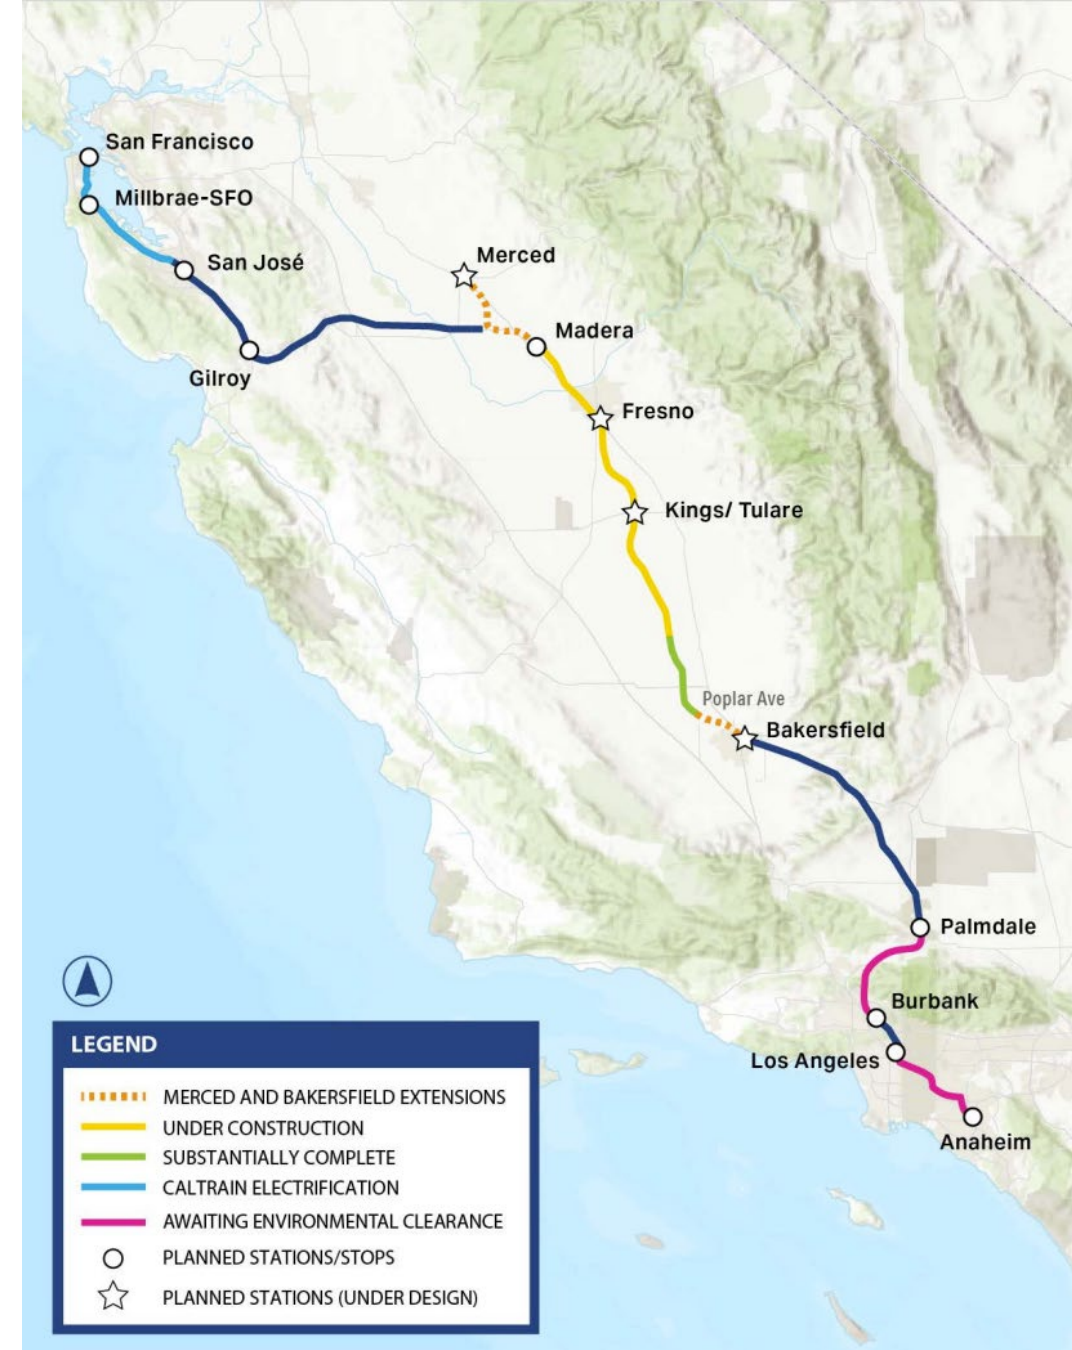 San Francisco
Millbrae-SFO
San José
Merced
Madera
Gilroy
Fresno
Kings/ Tulare
Poplar Ave
Bakersfield
Palmdale
Burbank
Los Angeles
Anaheim
LEGEND
MERCED AND BAKERSFIELD EXTENSIONS
UNDER CONSTRUCTION
SUBSTANTIALLY COMPLETE
CALTRAIN ELECTRIFICATION
AWAITING ENVIRONMENTAL CLEARANCE
PLANNED STATIONS/STOPS
PLANNED STATIONS (UNDER DESIGN)